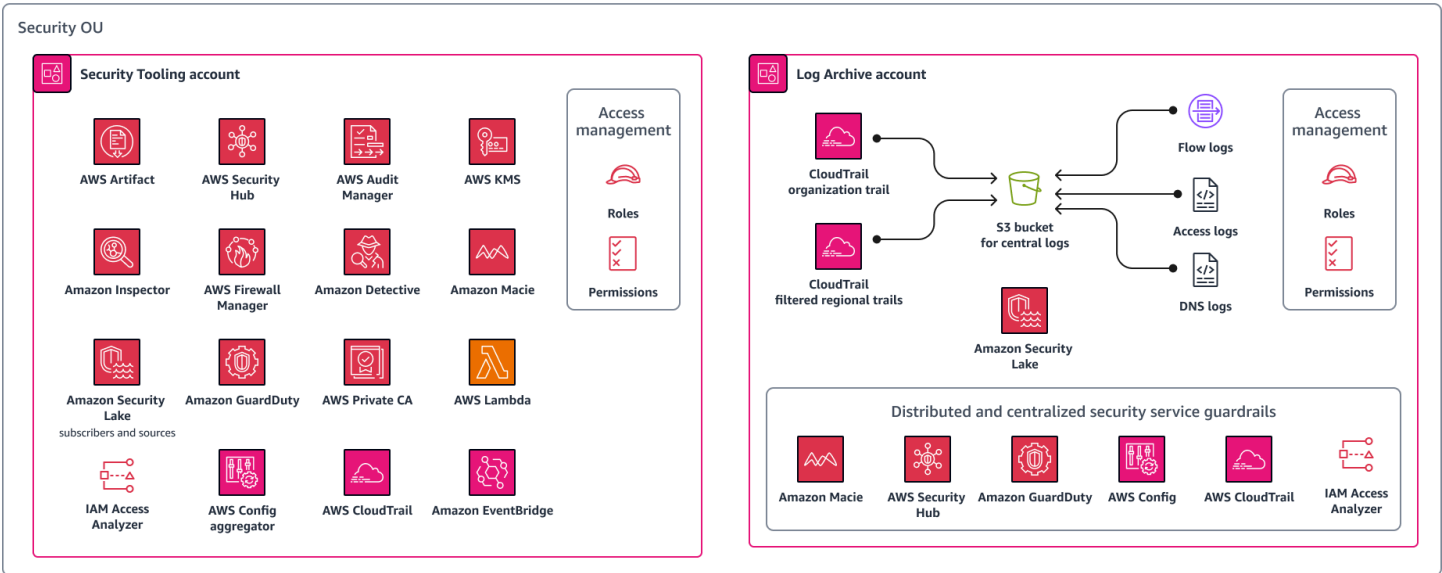 Security OU
Security Tooling account
AWS Artifact
AWS Security
Hub
AWS Audit
Manager
AWS KMS
Amazon Inspector
AWS Firewall
Manager
Amazon Detective
Amazon Macie
Amazon Security
Lake
subscribers and sources
Amazon GuardDuty
AWS Private CA
AWS Lambda
IAM Access
Analyzer
AWS Config
aggregator
AWS CloudTrail
Amazon EventBridge
Access
management
Roles
Permissions
Log Archive account
CloudTrail
organization trail
CloudTrail
filtered regional trails
S3 bucket
for central logs
Amazon Security
Lake
Flow logs
Access logs
DNS logs
Access
management
Roles
Permissions
Distributed and centralized security service guardrails
Amazon Macie
AWS Security
Hub
Amazon GuardDuty
AWS Config
AWS CloudTrail
IAM Access
Analyzer